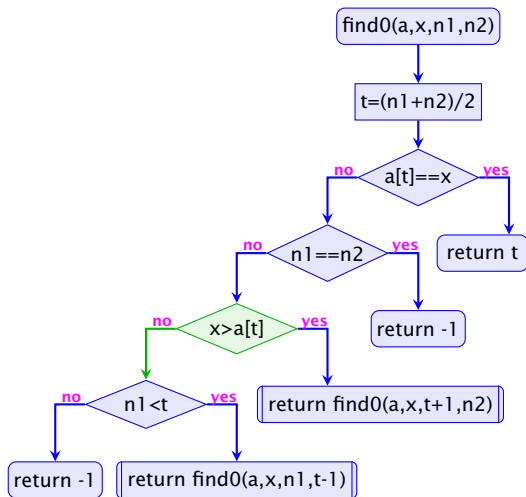 find0(a,x,n1,n2)
t=(n1+n2)/2
a[t]==x
no
yes
return t
n1==n2
no
yes
return -1
x>a[t]
no
yes
return find0(a,x,t+1,n2)
n1<t
no
yes
return -1
return find0(a,x,n1,t-1)